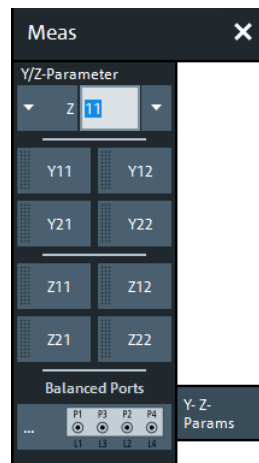 Meas
Y/Z-Parameter
Z 11
Y11 Y12
Y21 Y22
Z11 Z12
Z21 Z22
Balanced Ports
... P1 P3 P2 P4
L1 L3 L2 L4
Y- Z-
Params